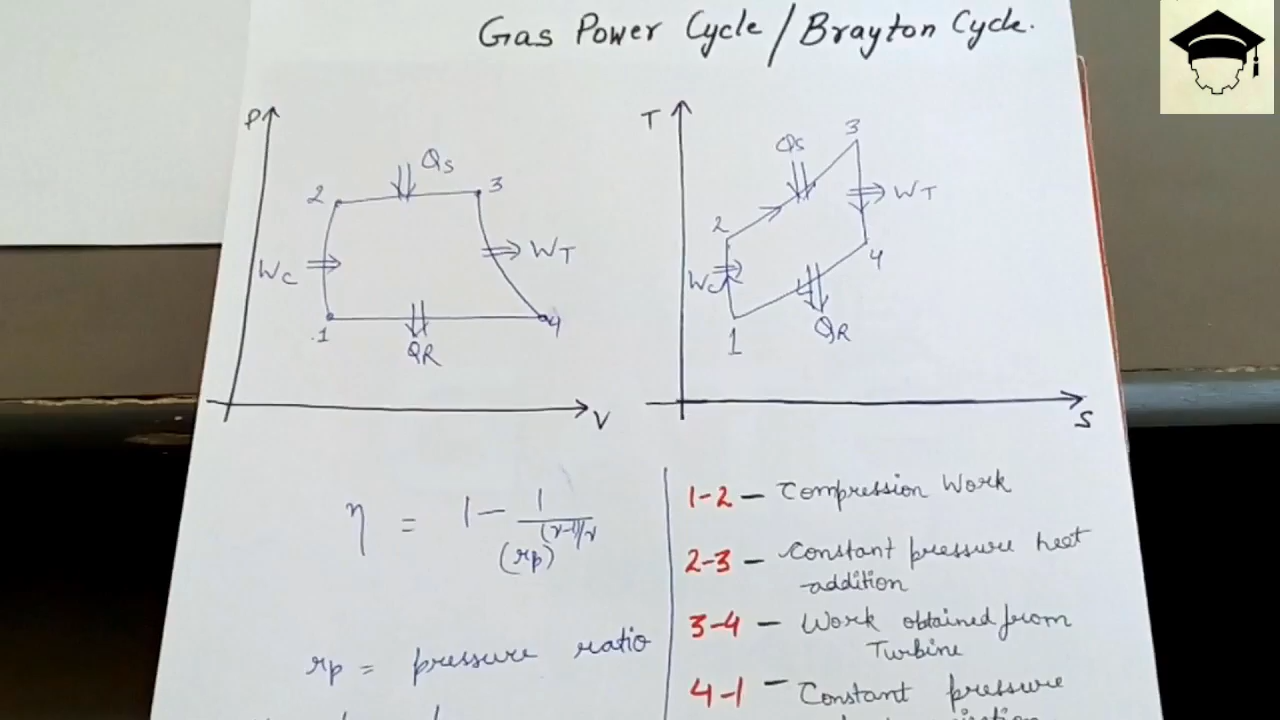 Gas Power Cycle / Brayton Cycle.
P
2
Qs
3
Wc
WT
1
QR
4
V
T
3
Qs
2
WT
Wc
4
1
QR
S
η = 1 - 1/(rp)^(γ-1)/γ
rp = pressure ratio
1-2 - Compression Work
2-3 - Constant pressure heat
addition
3-4 - Work obtained from
Turbine
4-1 - Constant pressure